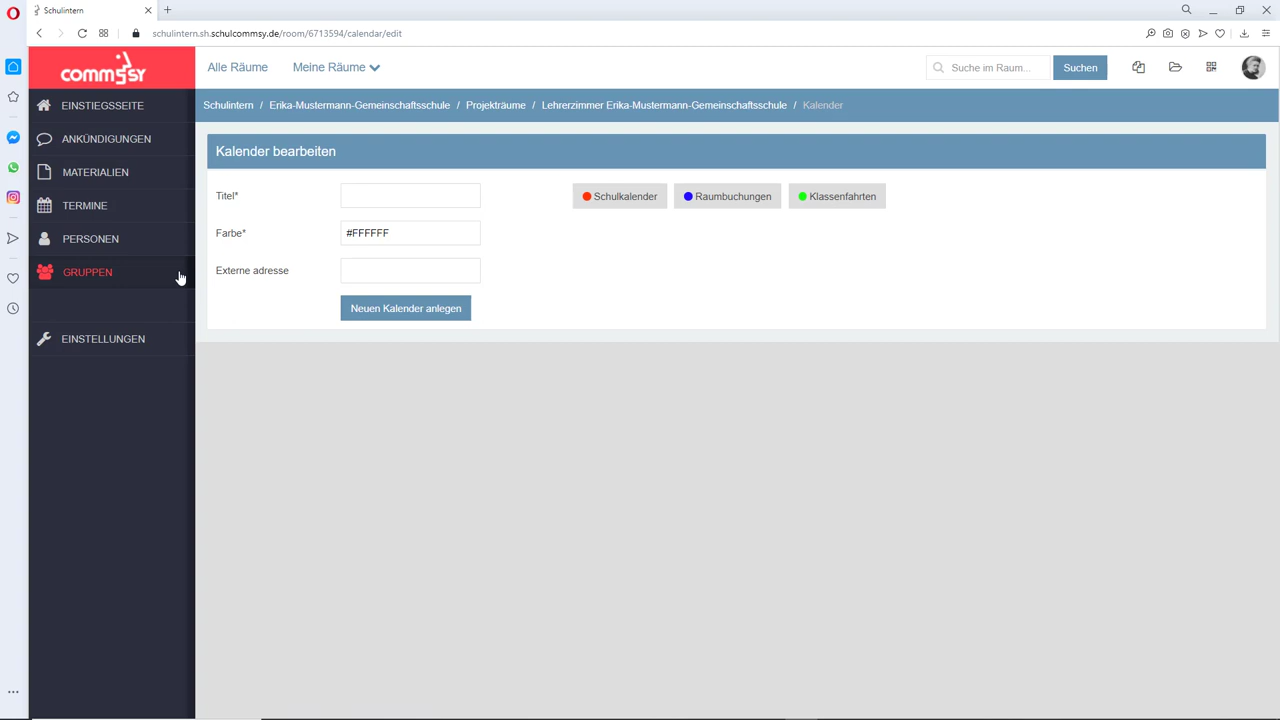 Schulintern
schulintern.sh.schulcommsy.de/room/6713594/calendar/edit
commsy
Alle Räume
Meine Räume
Suche im Raum...
Suchen
EINSTIEGSSEITE
ANKÜNDIGUNGEN
MATERIALIEN
TERMINE
PERSONEN
GRUPPEN
EINSTELLUNGEN
Schulintern / Erika-Mustermann-Gemeinschaftsschule / Projekträume / Lehrerzimmer Erika-Mustermann-Gemeinschaftsschule / Kalender
Kalender bearbeiten
Titel*
Schulkalender
Raumbuchungen
Klassenfahrten
Farbe*
#FFFFFF
Externe adresse
Neuen Kalender anlegen